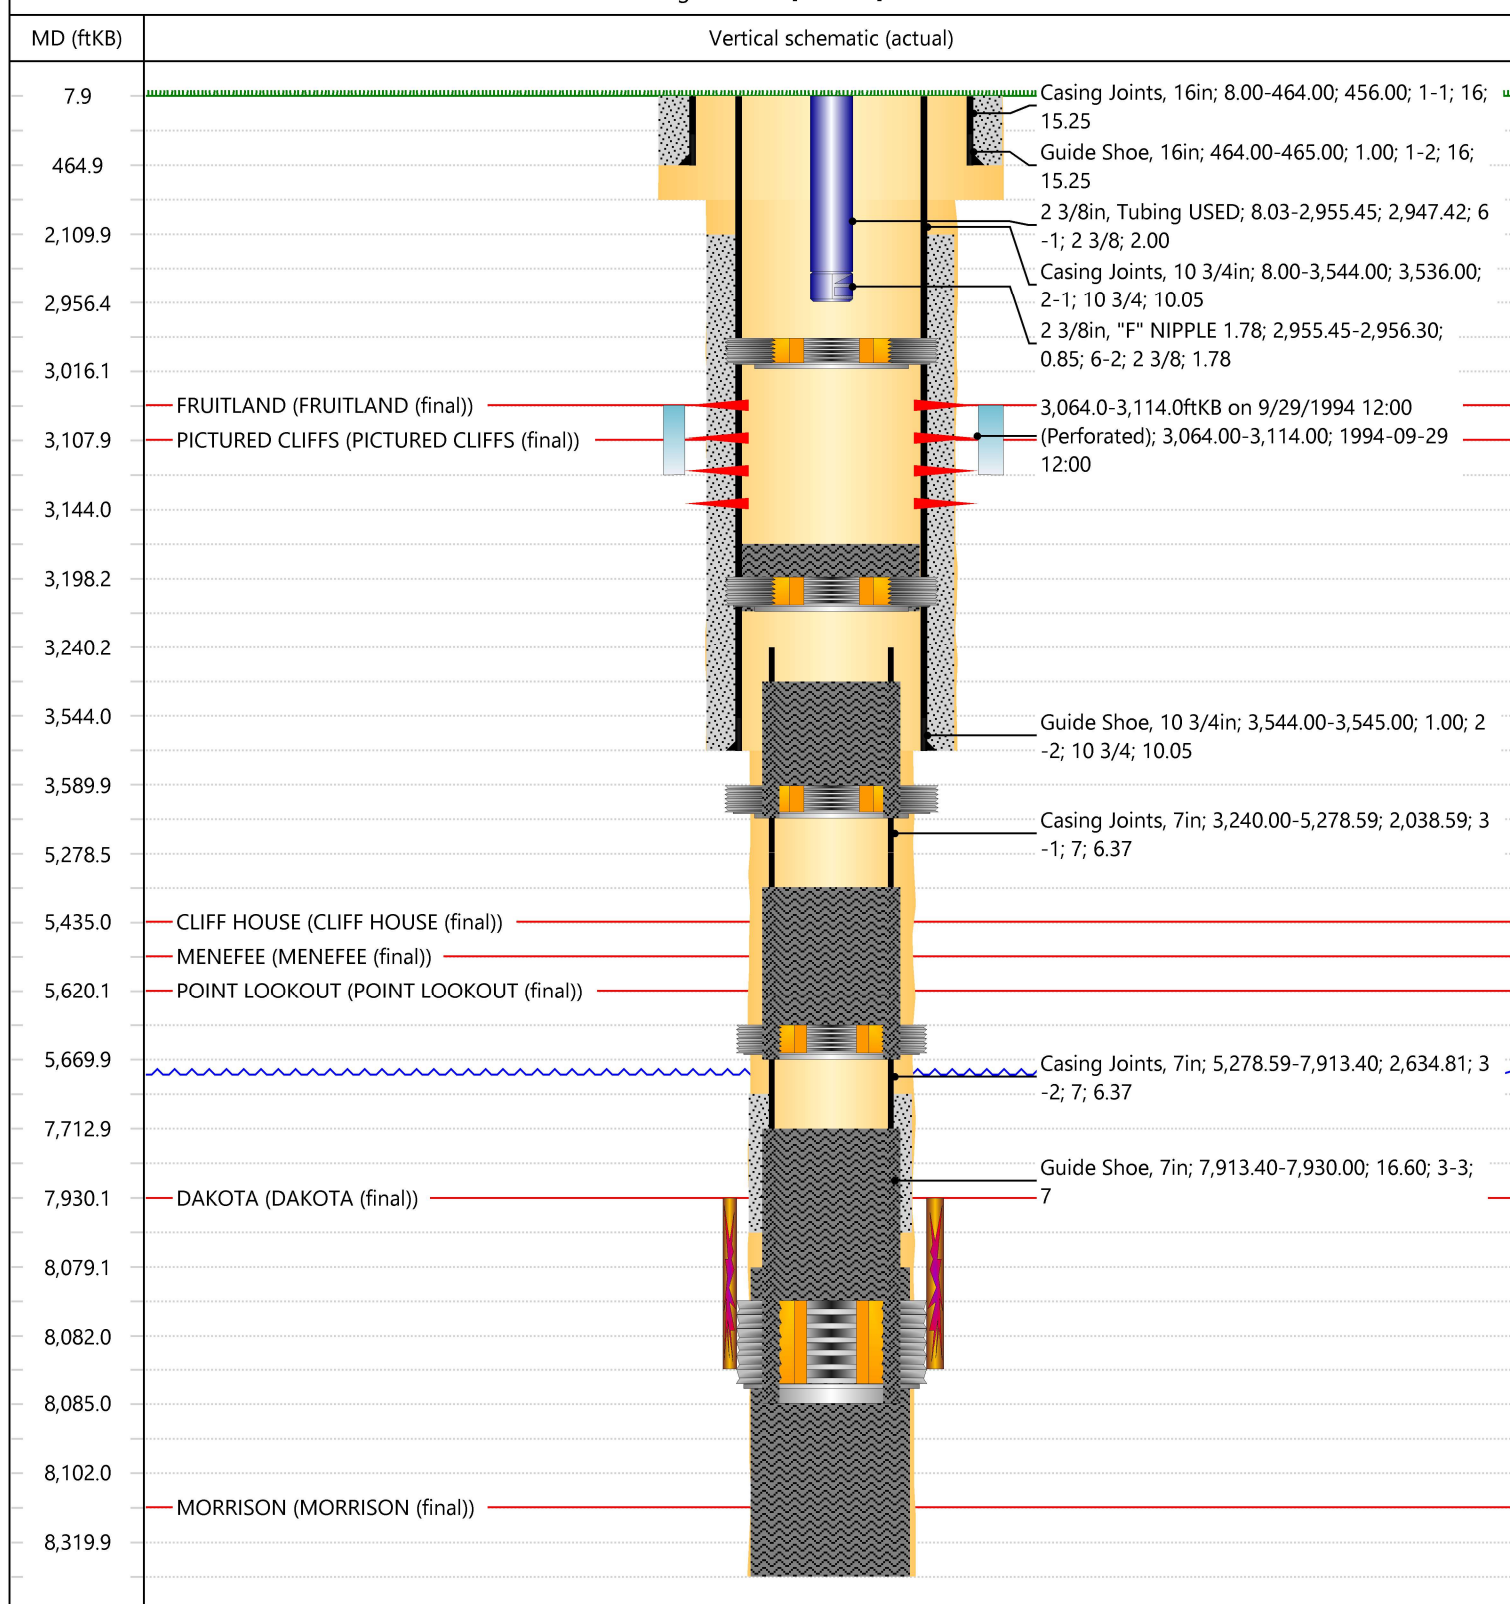 MD (ftKB)
Vertical schematic (actual)
7.9
Casing Joints, 16in; 8.00-464.00; 456.00; 1-1; 16;
15.25
464.9
Guide Shoe, 16in; 464.00-465.00; 1.00; 1-2; 16;
15.25
2 3/8in, Tubing USED; 8.03-2,955.45; 2,947.42; 6
-1; 2 3/8; 2.00
2,109.9
Casing Joints, 10 3/4in; 8.00-3,544.00; 3,536.00;
2-1; 10 3/4; 10.05
2,956.4
2 3/8in, "F" NIPPLE 1.78; 2,955.45-2,956.30;
0.85; 6-2; 2 3/8; 1.78
3,016.1
FRUITLAND (FRUITLAND (final))
3,064.0-3,114.0ftKB on 9/29/1994 12:00
(Perforated); 3,064.00-3,114.00; 1994-09-29
12:00
3,107.9
PICTURED CLIFFS (PICTURED CLIFFS (final))
3,144.0
3,198.2
3,240.2
3,544.0
Guide Shoe, 10 3/4in; 3,544.00-3,545.00; 1.00; 2
-2; 10 3/4; 10.05
3,589.9
Casing Joints, 7in; 3,240.00-5,278.59; 2,038.59; 3
-1; 7; 6.37
5,278.5
5,435.0
CLIFF HOUSE (CLIFF HOUSE (final))
MENEFEE (MENEFEE (final))
5,620.1
POINT LOOKOUT (POINT LOOKOUT (final))
5,669.9
Casing Joints, 7in; 5,278.59-7,913.40; 2,634.81; 3
-2; 7; 6.37
7,712.9
Guide Shoe, 7in; 7,913.40-7,930.00; 16.60; 3-3;
7
7,930.1
DAKOTA (DAKOTA (final))
8,079.1
8,082.0
8,085.0
8,102.0
MORRISON (MORRISON (final))
8,319.9